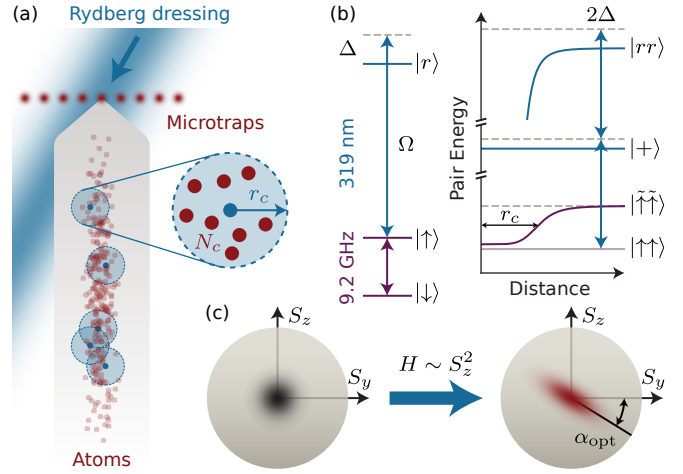 (a)
Rydberg dressing
Microtraps
r_c
N_c
Atoms
(b)
Δ
|r⟩
319 nm
Ω
9.2 GHz
|↑⟩
|↓⟩
Pair Energy
2Δ
|rr⟩
|+⟩
|↑̃↑̃⟩
r_c
|↑↑⟩
Distance
(c)
S_z
S_y
H ∼ S_z^2
S_z
S_y
α_opt